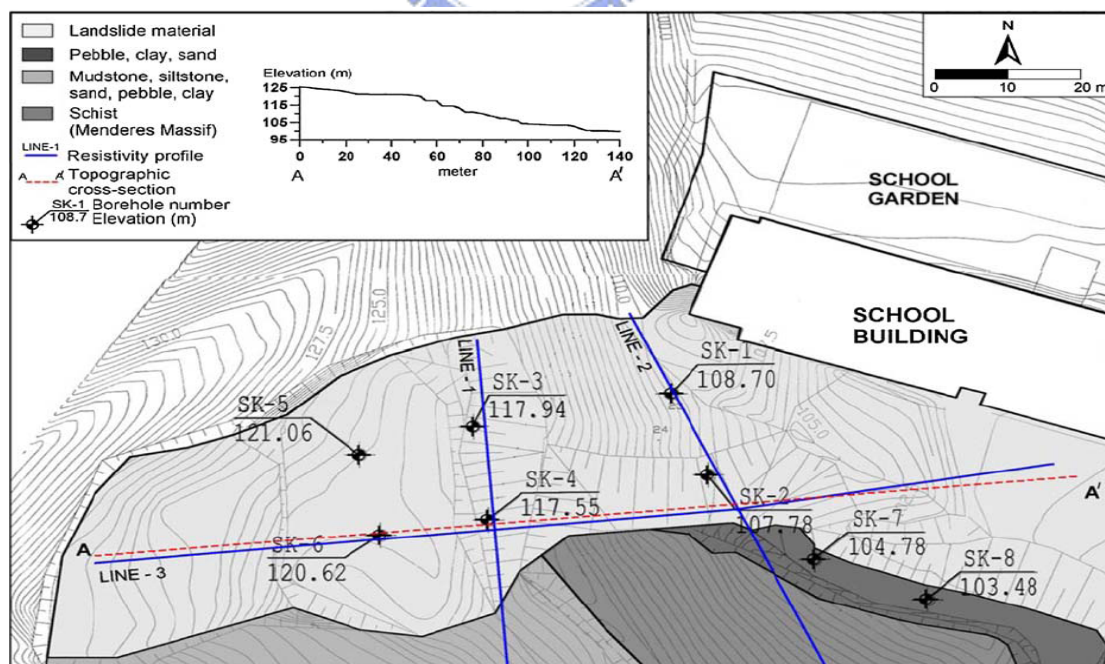 Landslide material
Pebble, clay, sand
Mudstone, siltstone,
sand, pebble, clay
Schist
(Menderes Massif)
LINE-1 Resistivity profile
A A' Topographic
cross-section
SK-1 Borehole number
108.7 Elevation (m)
Elevation (m)
125
115
105
95
0 20 40 60 80 100 120 140
A meter A'
N
0 10 20 m
SCHOOL
GARDEN
SCHOOL
BUILDING
130.0
127.5
125.0
110.0
105.0
LINE - 1
LINE - 2
SK-1
108.70
SK-3
117.94
SK-5
121.06
24
SK-4
117.55
SK-2
107.78
A'
SK-7
104.78
A
SK-6
120.62
SK-8
103.48
LINE - 3